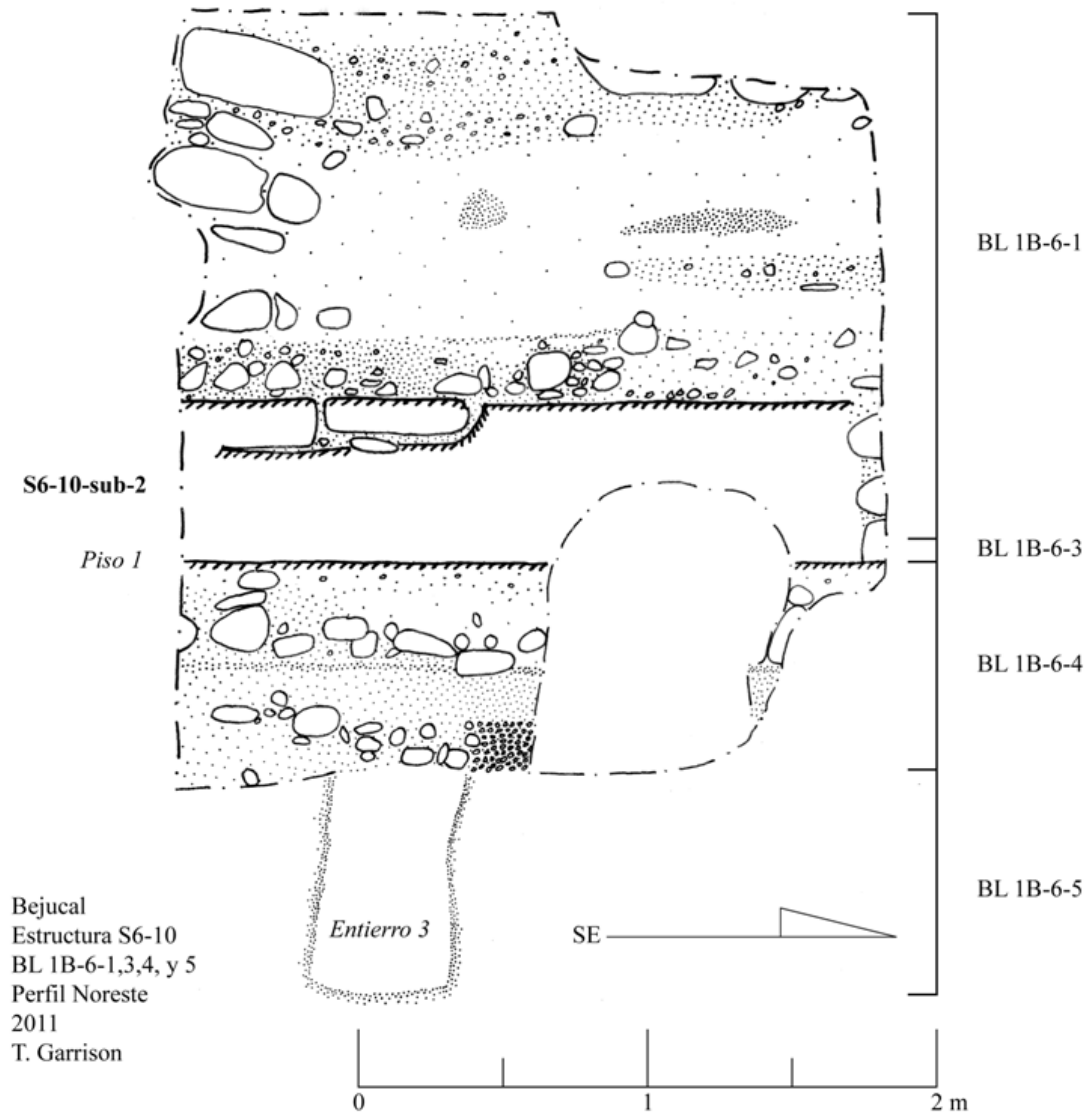 BL 1B-6-1
S6-10-sub-2
Piso 1
BL 1B-6-3
BL 1B-6-4
BL 1B-6-5
Entierro 3
SE
Bejucal
Estructura S6-10
BL 1B-6-1,3,4, y 5
Perfil Noreste
2011
T. Garrison
0 1 2 m